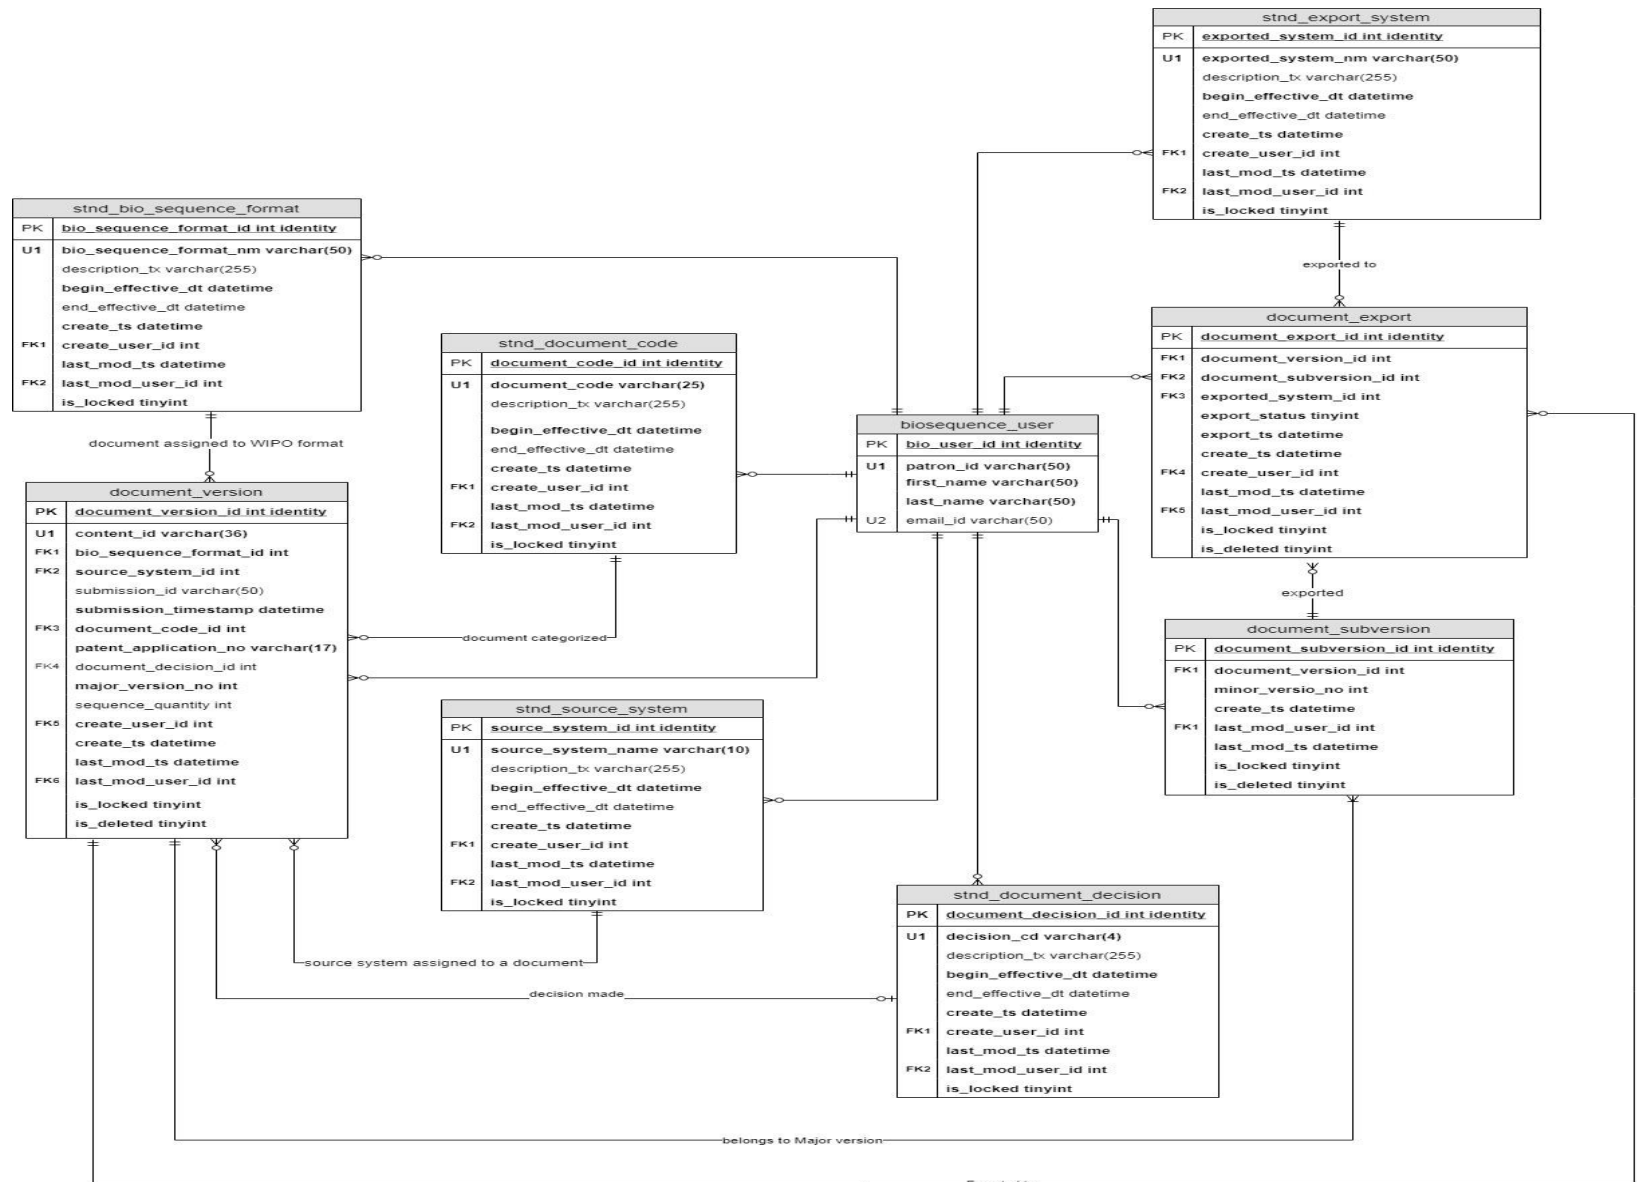 stnd_export_system
PK exported_system_id int identity
U1 exported_system_nm varchar(50)
description_tx varchar(255)
begin_effective_dt datetime
end_effective_dt datetime
create_ts datetime
FK1 create_user_id int
last_mod_ts datetime
FK2 last_mod_user_id int
is_locked tinyint
stnd_bio_sequence_format
PK bio_sequence_format_id int identity
U1 bio_sequence_format_nm varchar(50)
description_tx varchar(255)
begin_effective_dt datetime
end_effective_dt datetime
create_ts datetime
FK1 create_user_id int
last_mod_ts datetime
FK2 last_mod_user_id int
is_locked tinyint
exported to
document_export
PK document_export_id int identity
FK1 document_version_id int
FK2 document_subversion_id int
FK3 exported_system_id int
export_status tinyint
export_ts datetime
create_ts datetime
FK4 create_user_id int
last_mod_ts datetime
FK5 last_mod_user_id int
is_locked tinyint
is_deleted tinyint
stnd_document_code
PK document_code_id int identity
U1 document_code varchar(25)
description_tx varchar(255)
begin_effective_dt datetime
end_effective_dt datetime
create_ts datetime
FK1 create_user_id int
last_mod_ts datetime
FK2 last_mod_user_id int
is_locked tinyint
biosequence_user
PK bio_user_id int identity
U1 patron_id varchar(50)
first_name varchar(50)
last_name varchar(50)
U2 email_id varchar(50)
document assigned to WIPO format
document_version
PK document_version_id int identity
U1 content_id varchar(36)
FK1 bio_sequence_format_id int
FK2 source_system_id int
submission_id varchar(50)
submission_timestamp datetime
FK3 document_code_id int
patent_application_no varchar(17)
FK4 document_decision_id int
major_version_no int
sequence_quantity int
FK5 create_user_id int
create_ts datetime
last_mod_ts datetime
FK6 last_mod_user_id int
is_locked tinyint
is_deleted tinyint
document categorized
exported
document_subversion
PK document_subversion_id int identity
FK1 document_version_id int
minor_versio_no int
create_ts datetime
FK1 last_mod_user_id int
last_mod_ts datetime
is_locked tinyint
is_deleted tinyint
stnd_source_system
PK source_system_id int identity
U1 source_system_name varchar(10)
description_tx varchar(255)
begin_effective_dt datetime
end_effective_dt datetime
create_ts datetime
FK1 create_user_id int
last_mod_ts datetime
FK2 last_mod_user_id int
is_locked tinyint
stnd_document_decision
PK document_decision_id int identity
U1 decision_cd varchar(4)
description_tx varchar(255)
begin_effective_dt datetime
end_effective_dt datetime
create_ts datetime
FK1 create_user_id int
last_mod_ts datetime
FK2 last_mod_user_id int
is_locked tinyint
source system assigned to a document
decision made
belongs to Major version